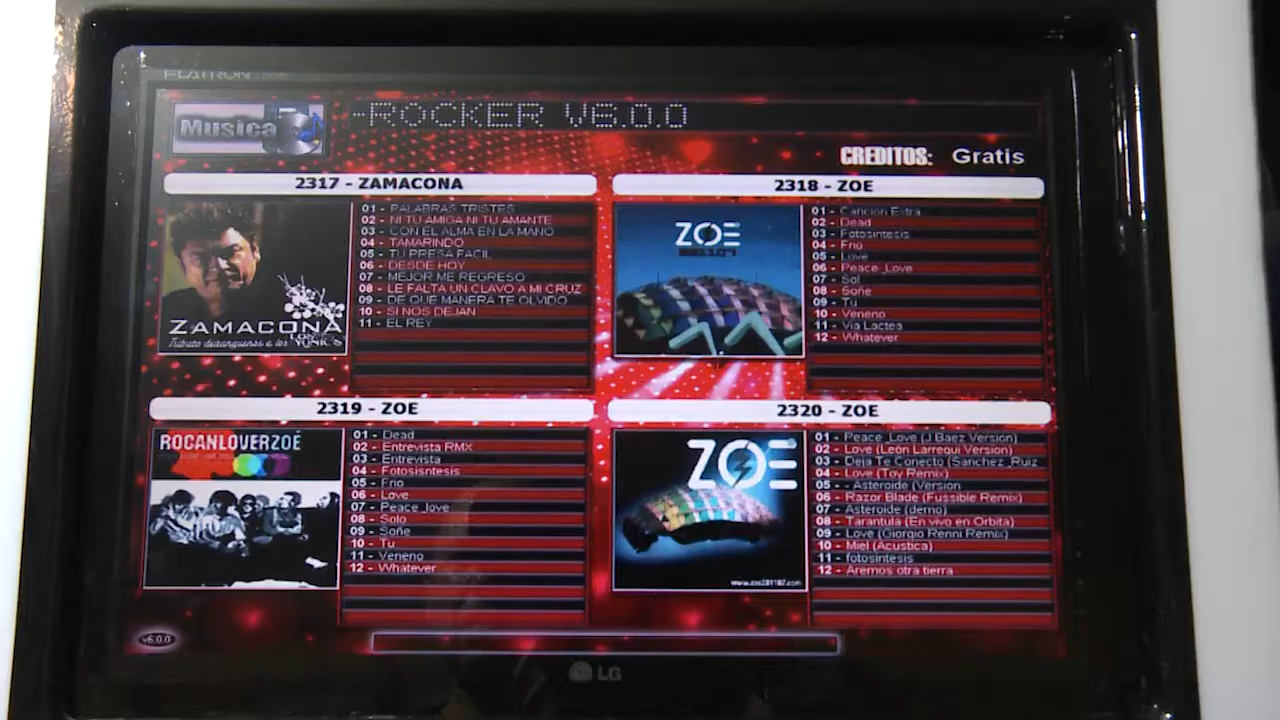 FLATRON
Musica
-ROCKER V6.0.0
CREDITOS: Gratis
2317 - ZAMACONA
01 - PALABRAS TRISTES
02 - NI TU AMIGA NI TU AMANTE
03 - CON EL ALMA EN LA MANO
04 - TAMARINDO
05 - TU PRESA FACIL
06 - DESDE HOY
07 - MEJOR ME REGRESO
08 - LE FALTA UN CLAVO A MI CRUZ
09 - DE QUE MANERA TE OLVIDO
10 - SI NOS DEJAN
11 - EL REY
ZAMACONA
Tributo duranguense a los
YONIC'S
2318 - ZOE
ZOE
01 - Cancion Estra
02 - Dead
03 - Fotosintesis
04 - Frio
05 - Love
06 - Peace_Love
07 - Sol
08 - Soñe
09 - Tu
10 - Veneno
11 - Via Lactea
12 - Whatever
2319 - ZOE
ROCANLOVER ZOÉ
01 - Dead
02 - Entrevista RMX
03 - Entrevista
04 - Fotosisntesis
05 - Frio
06 - Love
07 - Peace_love
08 - Solo
09 - Soñe
10 - Tu
11 - Veneno
12 - Whatever
2320 - ZOE
ZOE
01 - Peace_Love (J Baez Version)
02 - Love (León Larregui Version)
03 - Deja Te Conecto (Sanchez_Ruiz
04 - Love (Toy Remix)
05 - - Asteroide (Version
06 - Razor Blade (Fussible Remix)
07 - Asteroide (demo)
08 - Tarantula (En vivo en Orbita)
09 - Love (Giorgio Renni Remix)
10 - Miel (Acustica)
11 - fotosintesis
12 - Aremos otra tierra
v6.0.0
LG